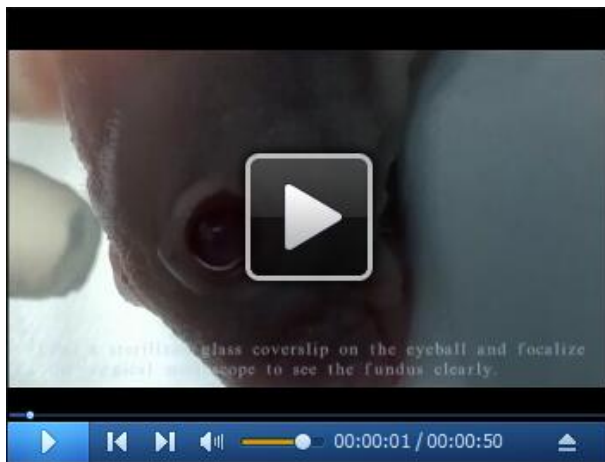 a sterilized glass coverslip on the eyeball and focalize
to see the fundus clearly.
00:00:01 / 00:00:50